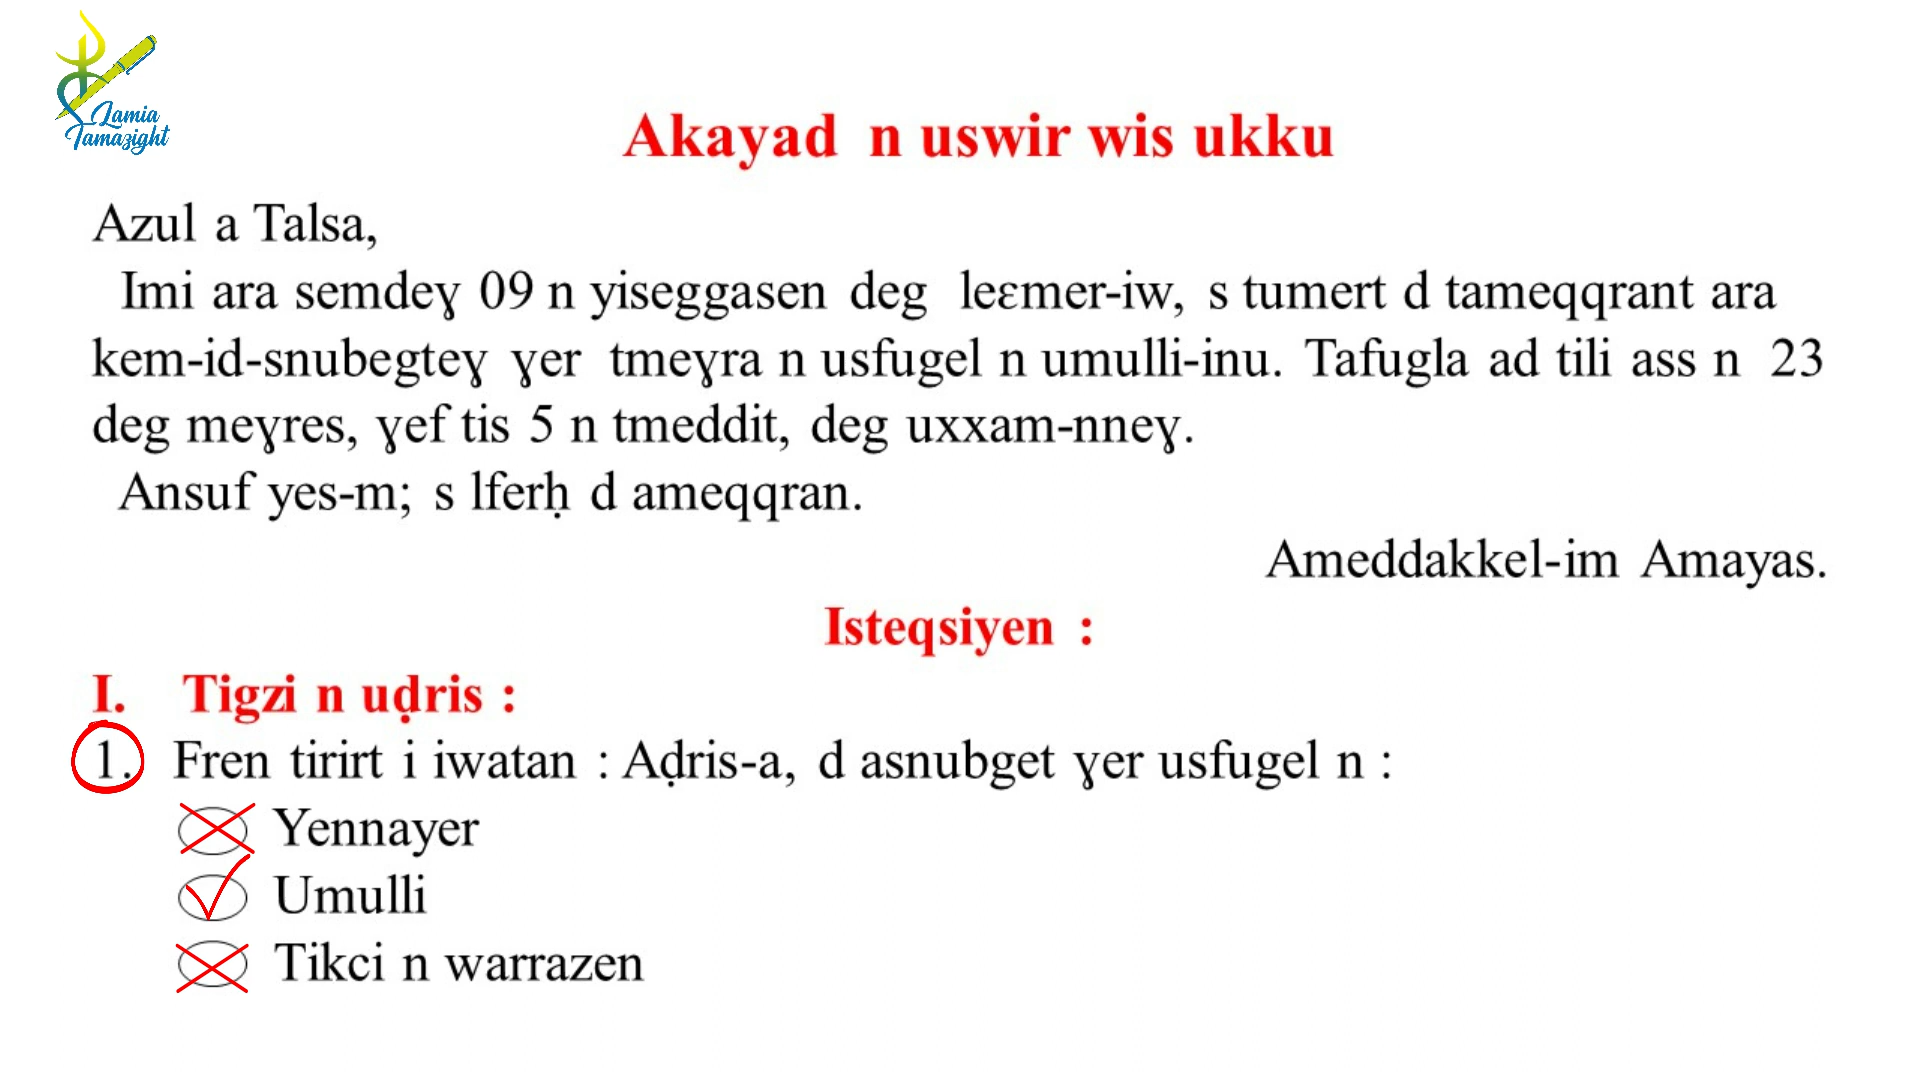 Lamia
Tamazight
Akayad n uswir wis ukku
Azul a Talsa,
Imi ara semdeɣ 09 n yiseggasen deg leɛmer-iw, s tumert d tameqqrant ara
kem-id-snubegteɣ ɣer tmeɣra n usfugel n umulli-inu. Tafugla ad tili ass n 23
deg meɣres, ɣef tis 5 n tmeddit, deg uxxam-nneɣ.
Ansuf yes-m; s lferḥ d ameqqran.
Ameddakkel-im Amayas.
Isteqsiyen :
I. Tigzi n uḍris :
1. Fren tirirt i iwatan : Aḍris-a, d asnubget ɣer usfugel n :
Yennayer
Umulli
Tikci n warrazen